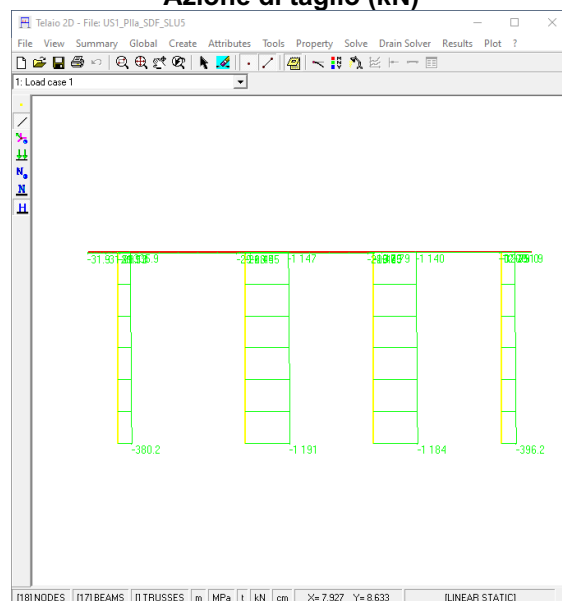 Azione di taglio (kN)
Telaio 2D - File: US1_PIIa_SDF_SLU5
File View Summary Global Create Attributes Tools Property Solve Drain Solver Results Plot ?
1: Load case 1
N
N
H
-31.9 -1 147 -1 140
-380.2 -1 191 -1 184 -396.2
[18] NODES [17] BEAMS [] TRUSSES m MPa t kN cm X= 7.927 Y= 8.633 [LINEAR STATIC]